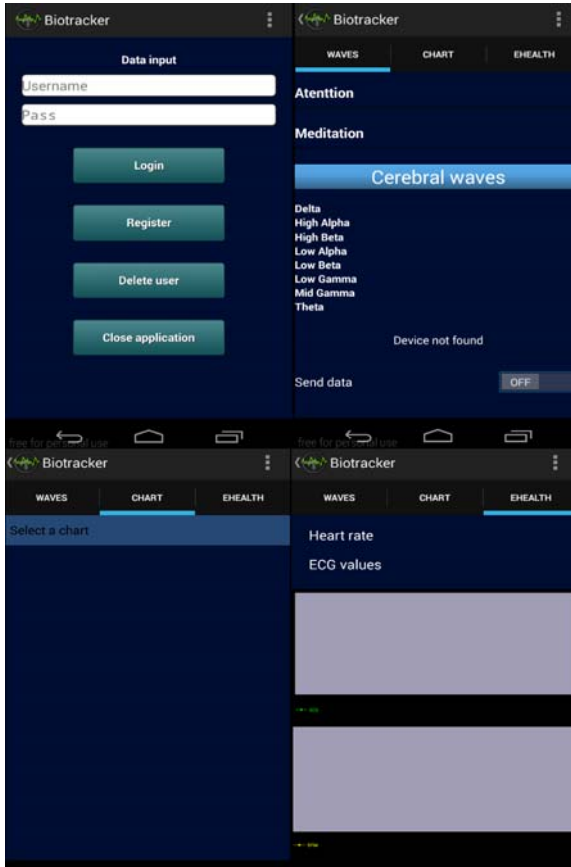 Biotracker
Data input
Username
Pass
Login
Register
Delete user
Close application
free for personal use
Biotracker
WAVES CHART EHEALTH
Atenttion
Meditation
Cerebral waves
Delta
High Alpha
High Beta
Low Alpha
Low Beta
Low Gamma
Mid Gamma
Theta
Device not found
Send data OFF
free for personal use
Biotracker
WAVES CHART EHEALTH
Select a chart
Biotracker
WAVES CHART EHEALTH
Heart rate
ECG values